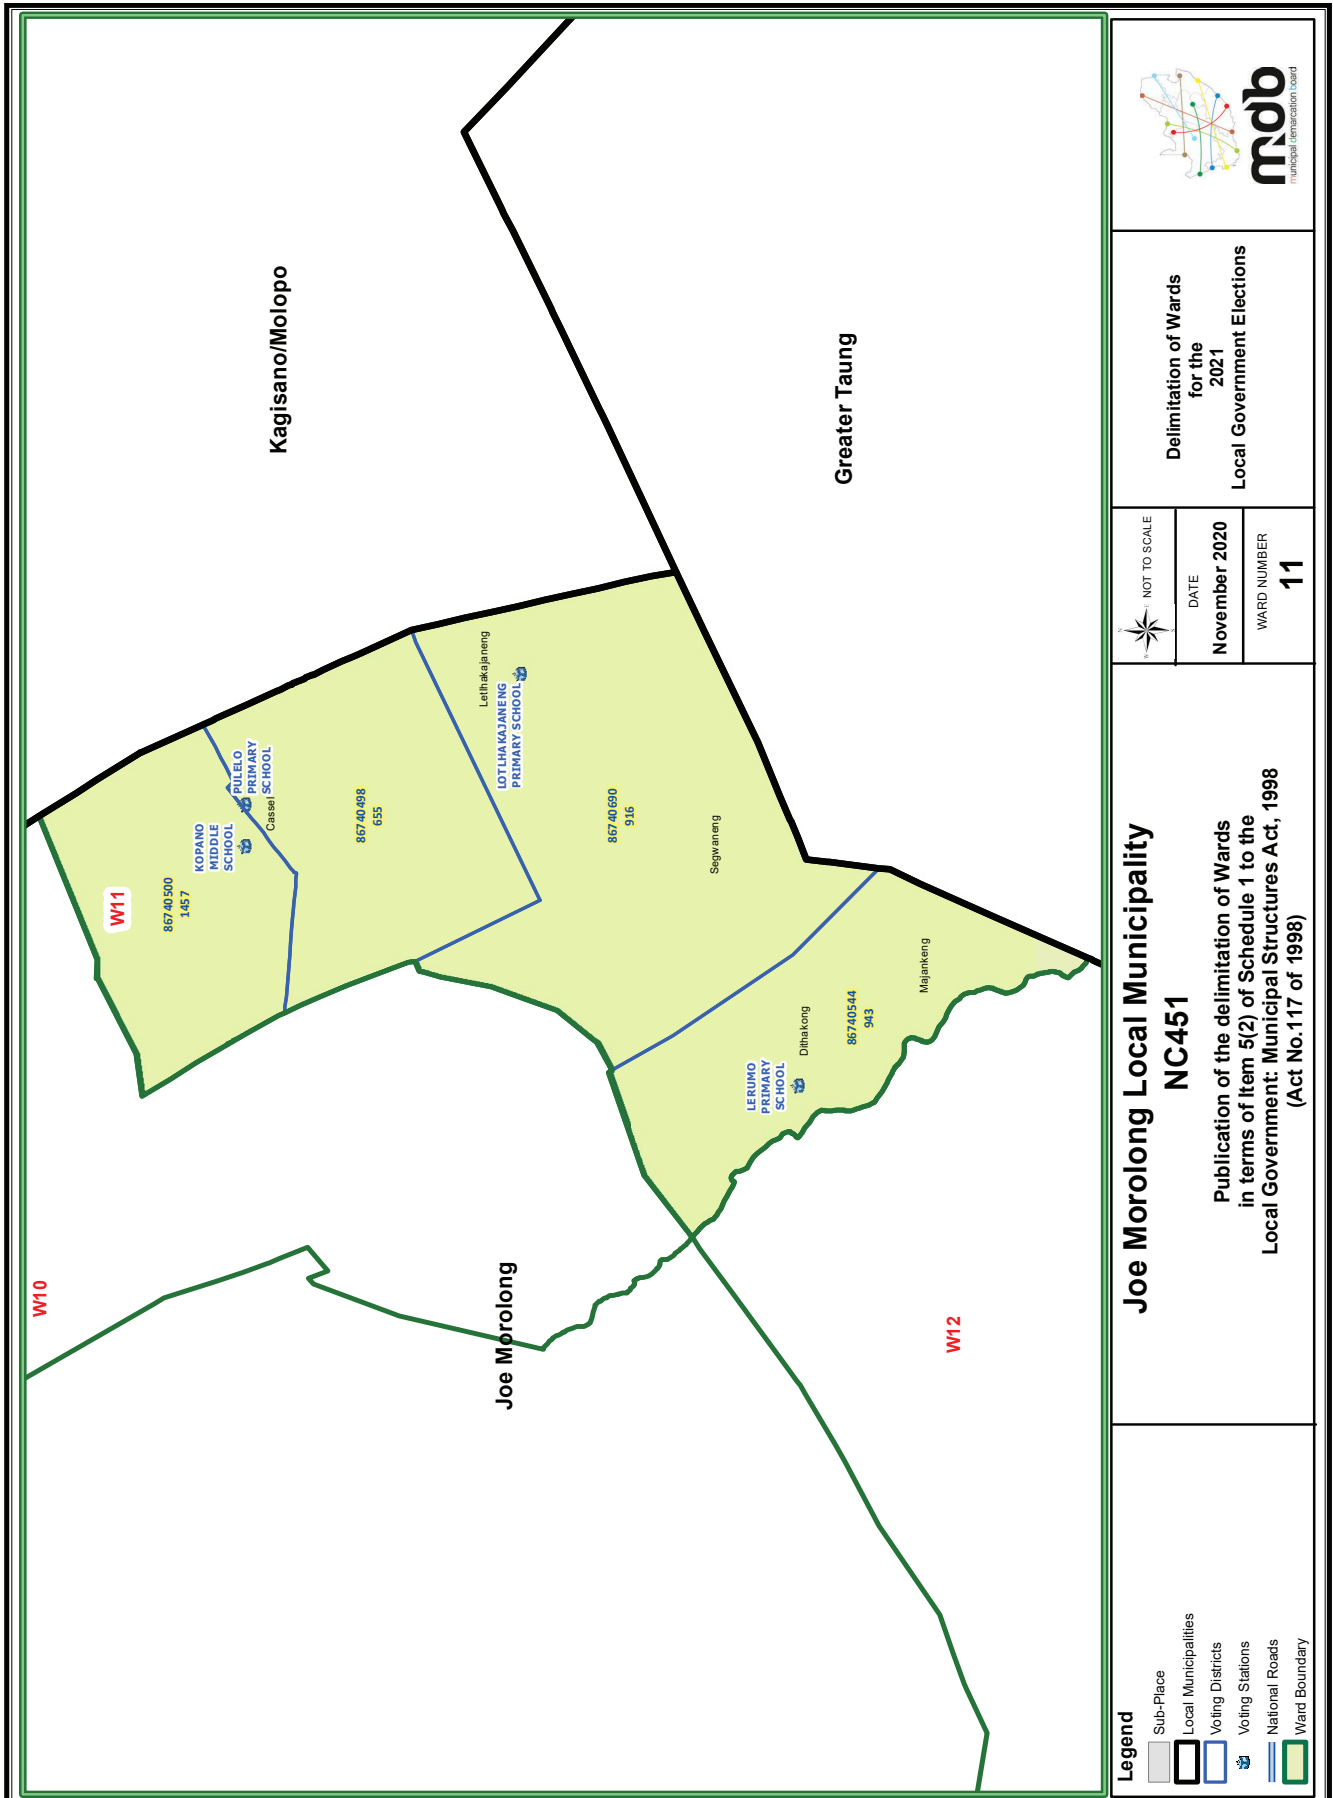 Kagisano/Molopo
Greater Taung
Joe Morolong
W10
W11
W12
86740500
1457
KOPANO
MIDDLE
SCHOOL
PULELO
PRIMARY
SCHOOL
Cassel
86740498
655
Letlhakajaneng
LOTLHAKAJANENG
PRIMARY SCHOOL
86740690
916
Segwaneng
LERUMO
PRIMARY
SCHOOL
Dithakong
86740544
943
Majankeng
Legend
Sub-Place
Local Municipalities
Voting Districts
Voting Stations
National Roads
Ward Boundary
Joe Morolong Local Municipality
NC451
Publication of the delimitation of Wards
in terms of Item 5(2) of Schedule 1 to the
Local Government: Municipal Structures Act, 1998
(Act No.117 of 1998)
N
W
E
S
NOT TO SCALE
DATE
November 2020
WARD NUMBER
11
Delimitation of Wards
for the
2021
Local Government Elections
mdb
municipal demarcation board